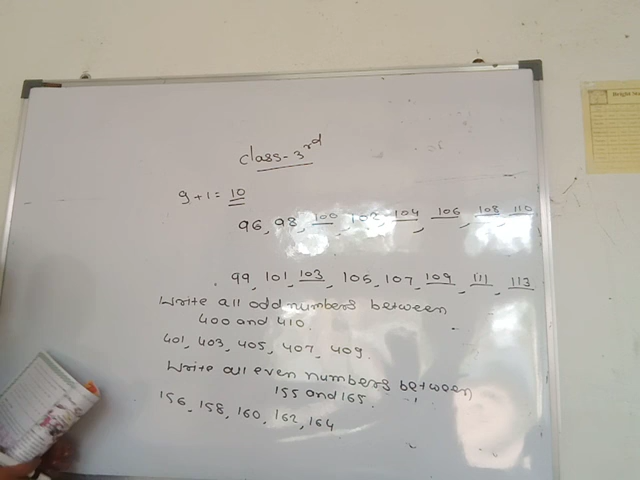 class-3rd
9+1=10
96, 98, 100, 102, 104, 106, 108, 110
99, 101, 103, 105, 107, 109, 111, 113
Write all odd numbers between
400 and 410.
401, 403, 405, 407, 409.
Write all even numbers between
155 and 165.
156, 158, 160, 162, 164